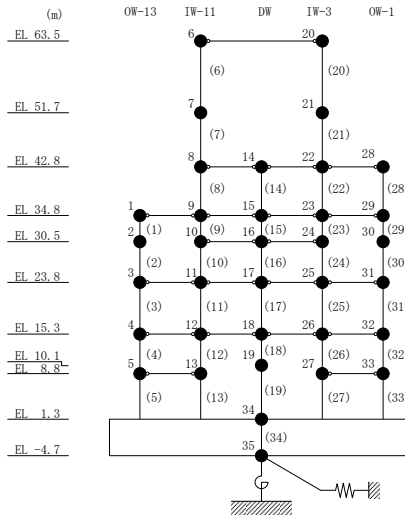 (m) OW-13 IW-11 DW IW-3 OW-1
EL 63.5 6 20
(6) (20)
EL 51.7 7 21
(7) (21)
EL 42.8 8 14 22 28
(8) (14) (22) (28
EL 34.8 1 9 15 23 29
(1) (9) (15) (23) (29
EL 30.5 2 10 16 24 30
(2) (10) (16) (24) (30
EL 23.8 3 11 17 25 31
(3) (11) (17) (25) (31
EL 15.3 4 12 18 26 32
(4) (12) (18) (26) (32
EL 10.1 19
EL 8.8 5 13 27 33
(5) (13) (19) (27) (33
EL 1.3 34
(34)
EL -4.7 35